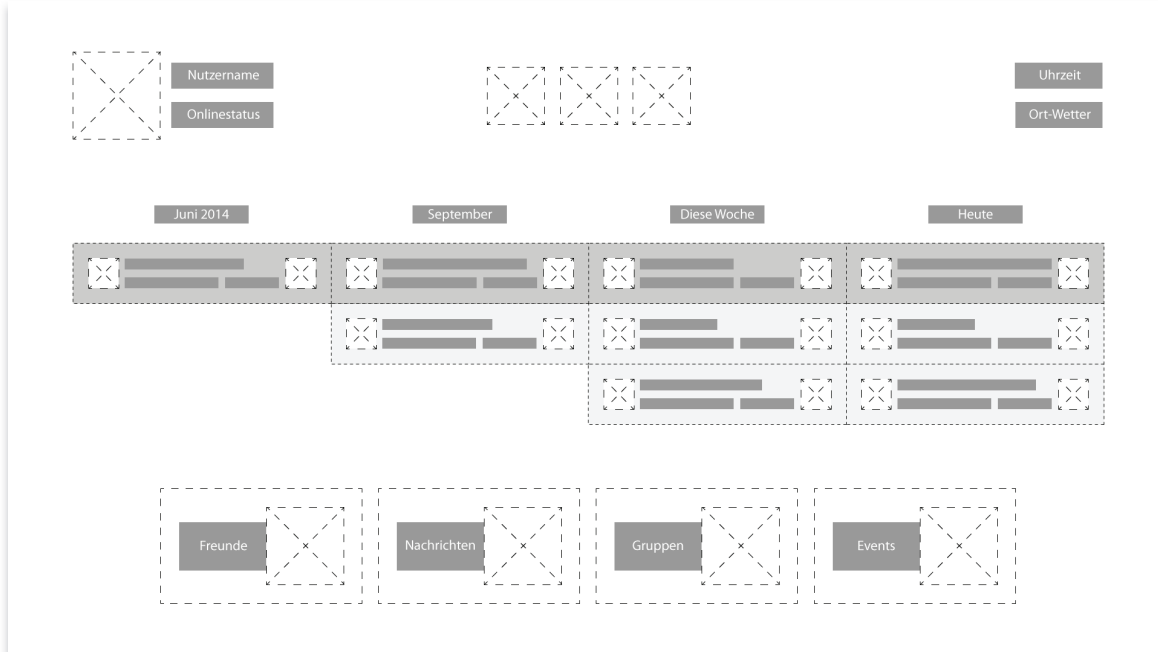 Nutzername
Onlinestatus
Uhrzeit
Ort-Wetter
Juni 2014
September
Diese Woche
Heute
Freunde
Nachrichten
Gruppen
Events